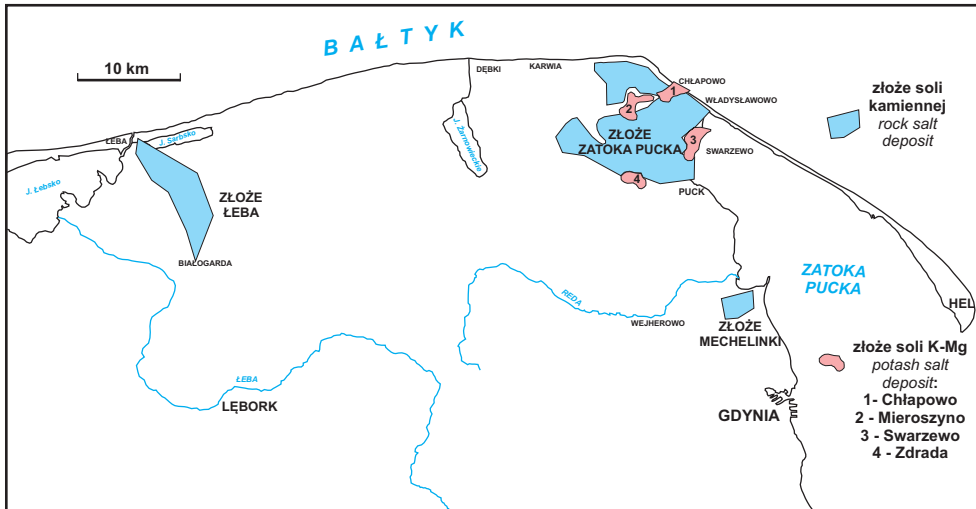 BAŁTYK
10 km
DĘBKI
KARWIA
CHŁAPOWO
WŁADYSŁAWOWO
1
2
3
4
ZŁOŻE
ZATOKA PUCKA
SWARZEWO
PUCK
złoże soli
kamiennej
rock salt
deposit
ŁEBA
J. Sarbsko
J. Żarnowieckie
J. Łebsko
ZŁOŻE
ŁEBA
BIAŁOGARDA
ZATOKA
PUCKA
HEL
REDA
WEJHEROWO
ZŁOŻE
MECHELINKI
ŁEBA
LĘBORK
GDYNIA
złoże soli K-Mg
potash salt
deposit:
1- Chłapowo
2 - Mieroszyno
3 - Swarzewo
4 - Zdrada